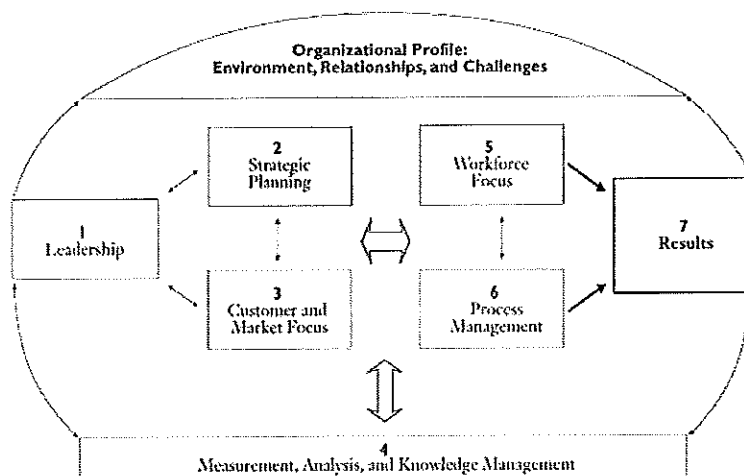 Organizational Profile:
Environment, Relationships, and Challenges
2
Strategic
Planning
5
Workforce
Focus
1
Leadership
7
Results
3
Customer and
Market Focus
6
Process
Management
4
Measurement, Analysis, and Knowledge Management